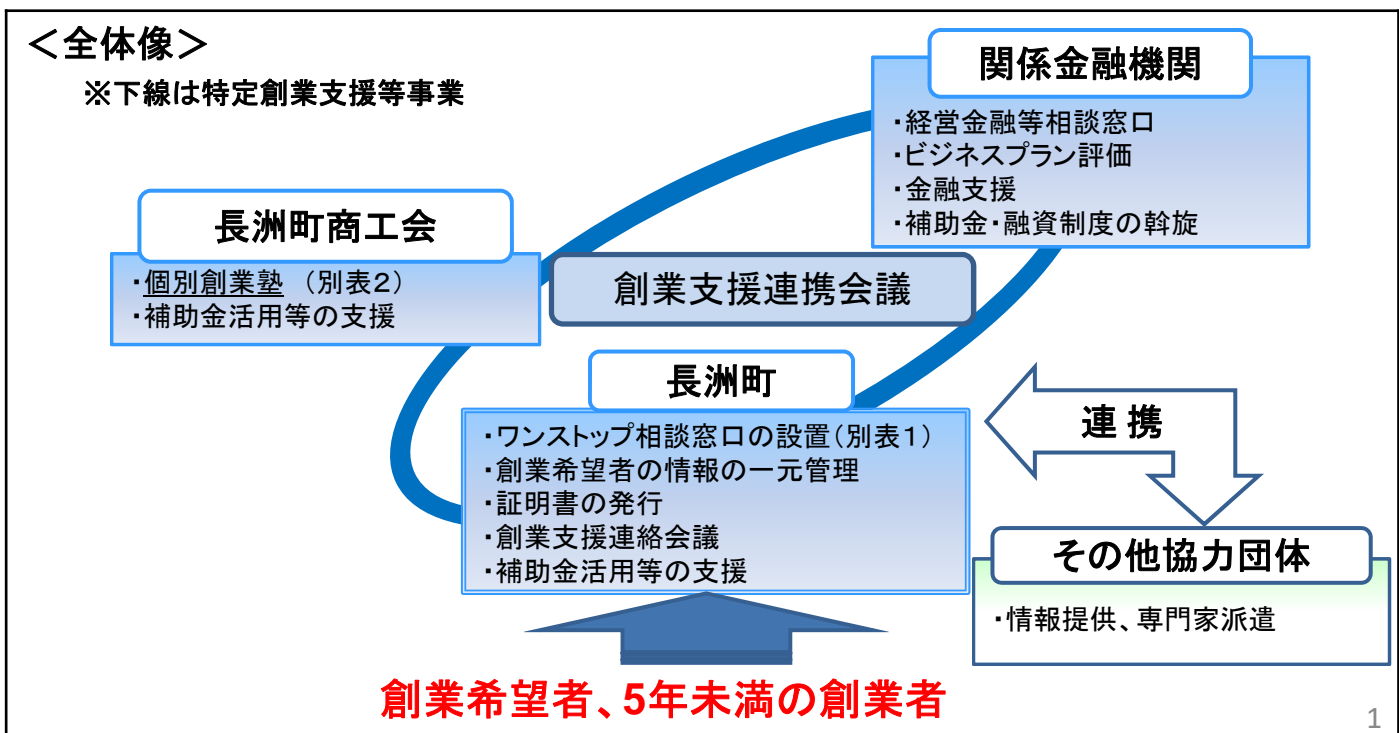 ＜全体像＞
※下線は特定創業支援等事業
関係金融機関
・経営金融等相談窓口
・ビジネスプラン評価
・金融支援
・補助金・融資制度の斡旋
長洲町商工会
・個別創業塾 （別表２）
・補助金活用等の支援
創業支援連携会議
長洲町
・ワンストップ相談窓口の設置（別表１）
・創業希望者の情報の一元管理
・証明書の発行
・創業支援連絡会議
・補助金活用等の支援
連 携
その他協力団体
・情報提供、専門家派遣
創業希望者、5年未満の創業者
1